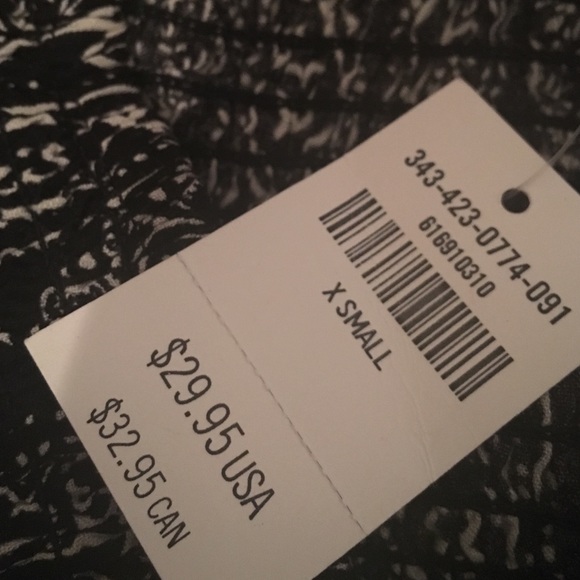 343-423-0774-091
616910310
X SMALL
$29.95 USA
$32.95 CAN